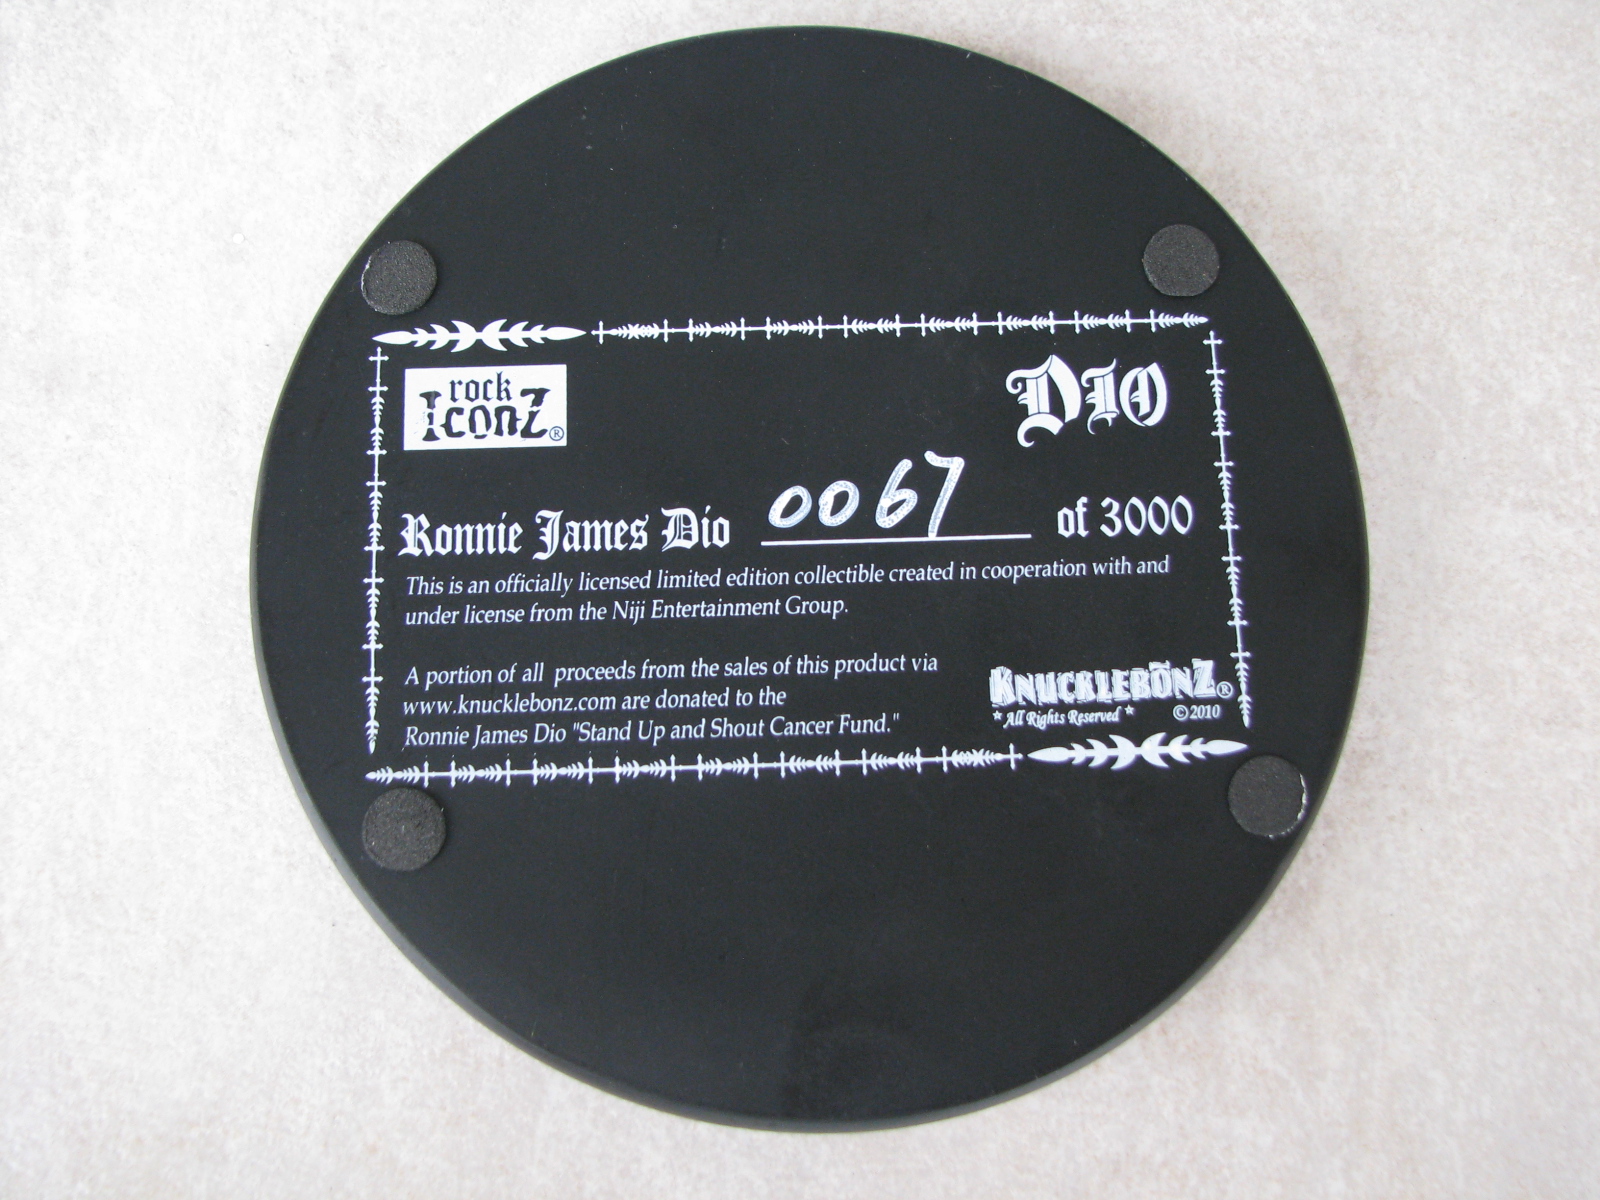 rock
IconZ®
DIO
Ronnie James Dio 0067 of 3000
This is an officially licensed limited edition collectible created in cooperation with and
under license from the Niji Entertainment Group.
A portion of all proceeds from the sales of this product via
www.knucklebonz.com are donated to the
Ronnie James Dio "Stand Up and Shout Cancer Fund."
KNUCKLEBŌNZ®
* All Rights Reserved * ©2010